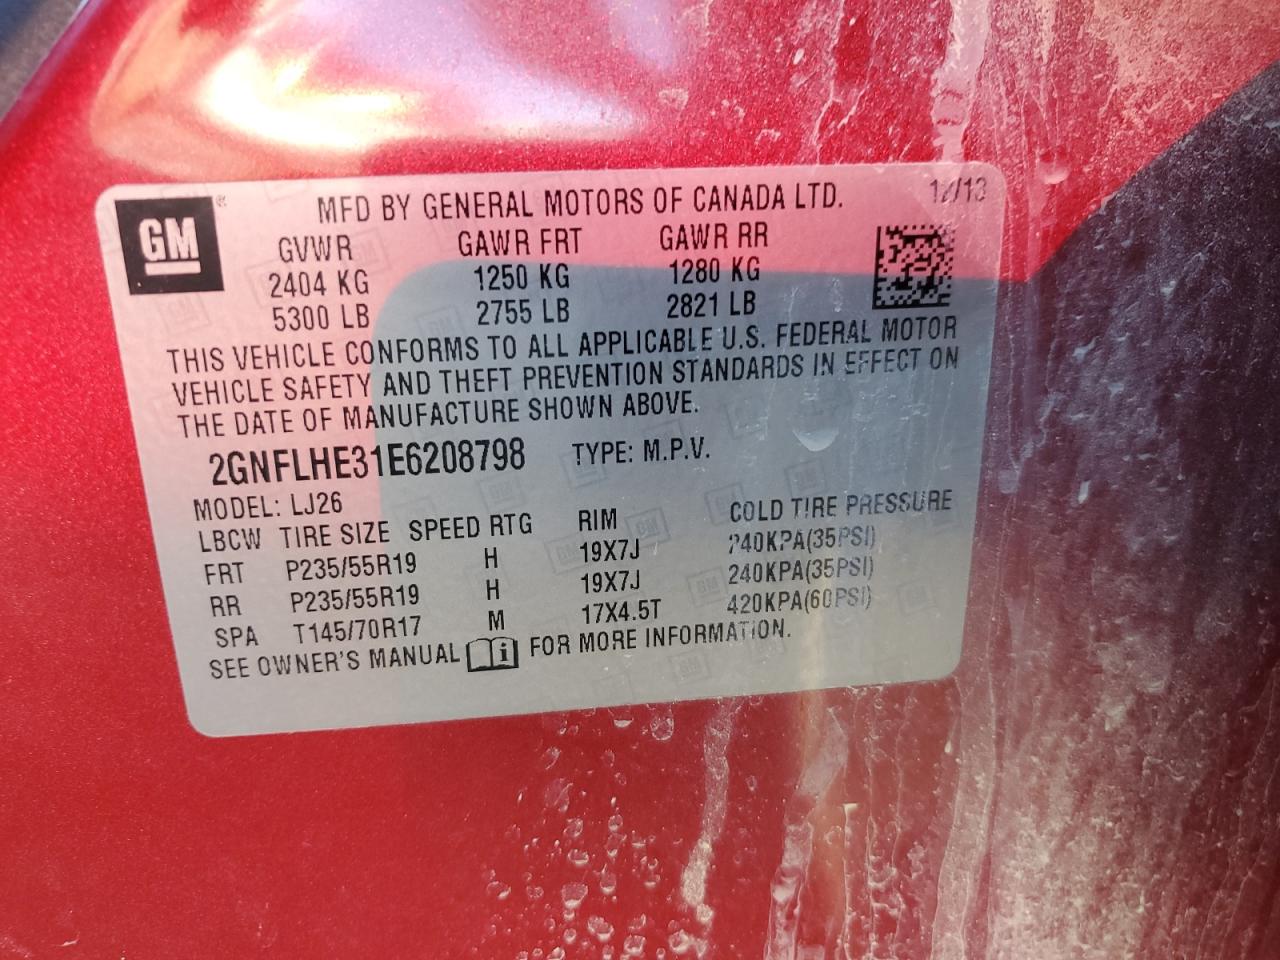 GM ® MFD BY GENERAL MOTORS OF CANADA LTD. 12/13
GVWR GAWR FRT GAWR RR
2404 KG 1250 KG 1280 KG
5300 LB 2755 LB 2821 LB
THIS VEHICLE CONFORMS TO ALL APPLICABLE U.S. FEDERAL MOTOR
VEHICLE SAFETY AND THEFT PREVENTION STANDARDS IN EFFECT ON
THE DATE OF MANUFACTURE SHOWN ABOVE.
2GNFLHE31E6208798 TYPE: M.P.V.
MODEL: LJ26
LBCW TIRE SIZE SPEED RTG RIM COLD TIRE PRESSURE
FRT P235/55R19 H 19X7J 240KPA(35PSI)
RR P235/55R19 H 19X7J 240KPA(35PSI)
SPA T145/70R17 M 17X4.5T 420KPA(60PSI)
SEE OWNER'S MANUAL i FOR MORE INFORMATION.